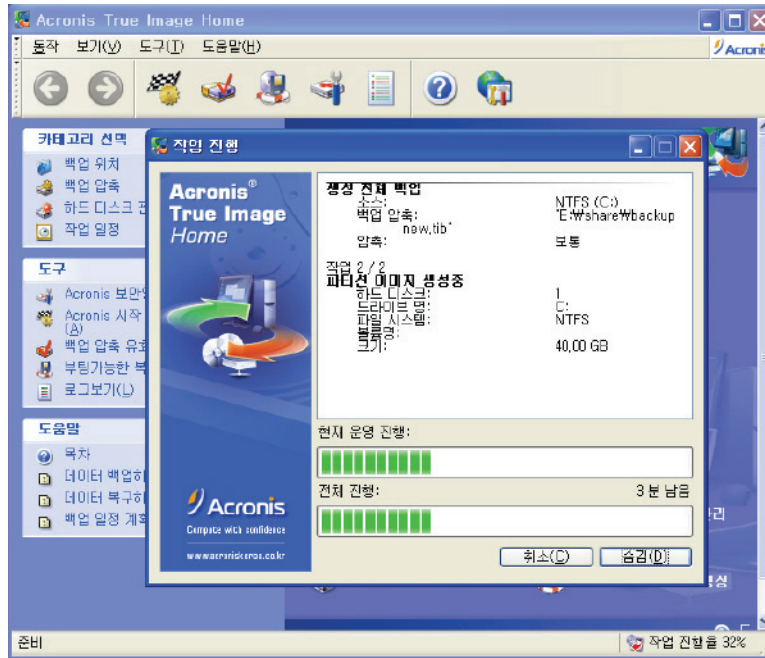 Acronis True Image Home
동작 보기(V) 도구(T) 도움말(H)
Acronis
카테고리 선택
백업 위치
백업 압축
하드 디스크
작업 일정
도구
Acronis 보안
Acronis 시작
(A)
백업 압축 유효
부팅가능한
로그보기(L)
도움말
목차
데이터 백업하
데이터 복구하
백업 일정 계획
작업 진행
Acronis®
True Image
Home
Acronis
Compute with confidence
www.acroniskorea.co.kr
생성 전체 백업
소스: NTFS (C:)
백업 압축: "E:\share\backup
new.tib"
압축: 보통
작업 2 / 2
파티션 이미지 생성중
하드 디스크: 1
드라이브 명: C:
파일 시스템: NTFS
볼륨명:
크기: 40,00 GB
현재 운영 진행:
전체 진행: 3 분 남음
취소(C) 숨김(D)
관리
생성
준비 작업 진행율 32%